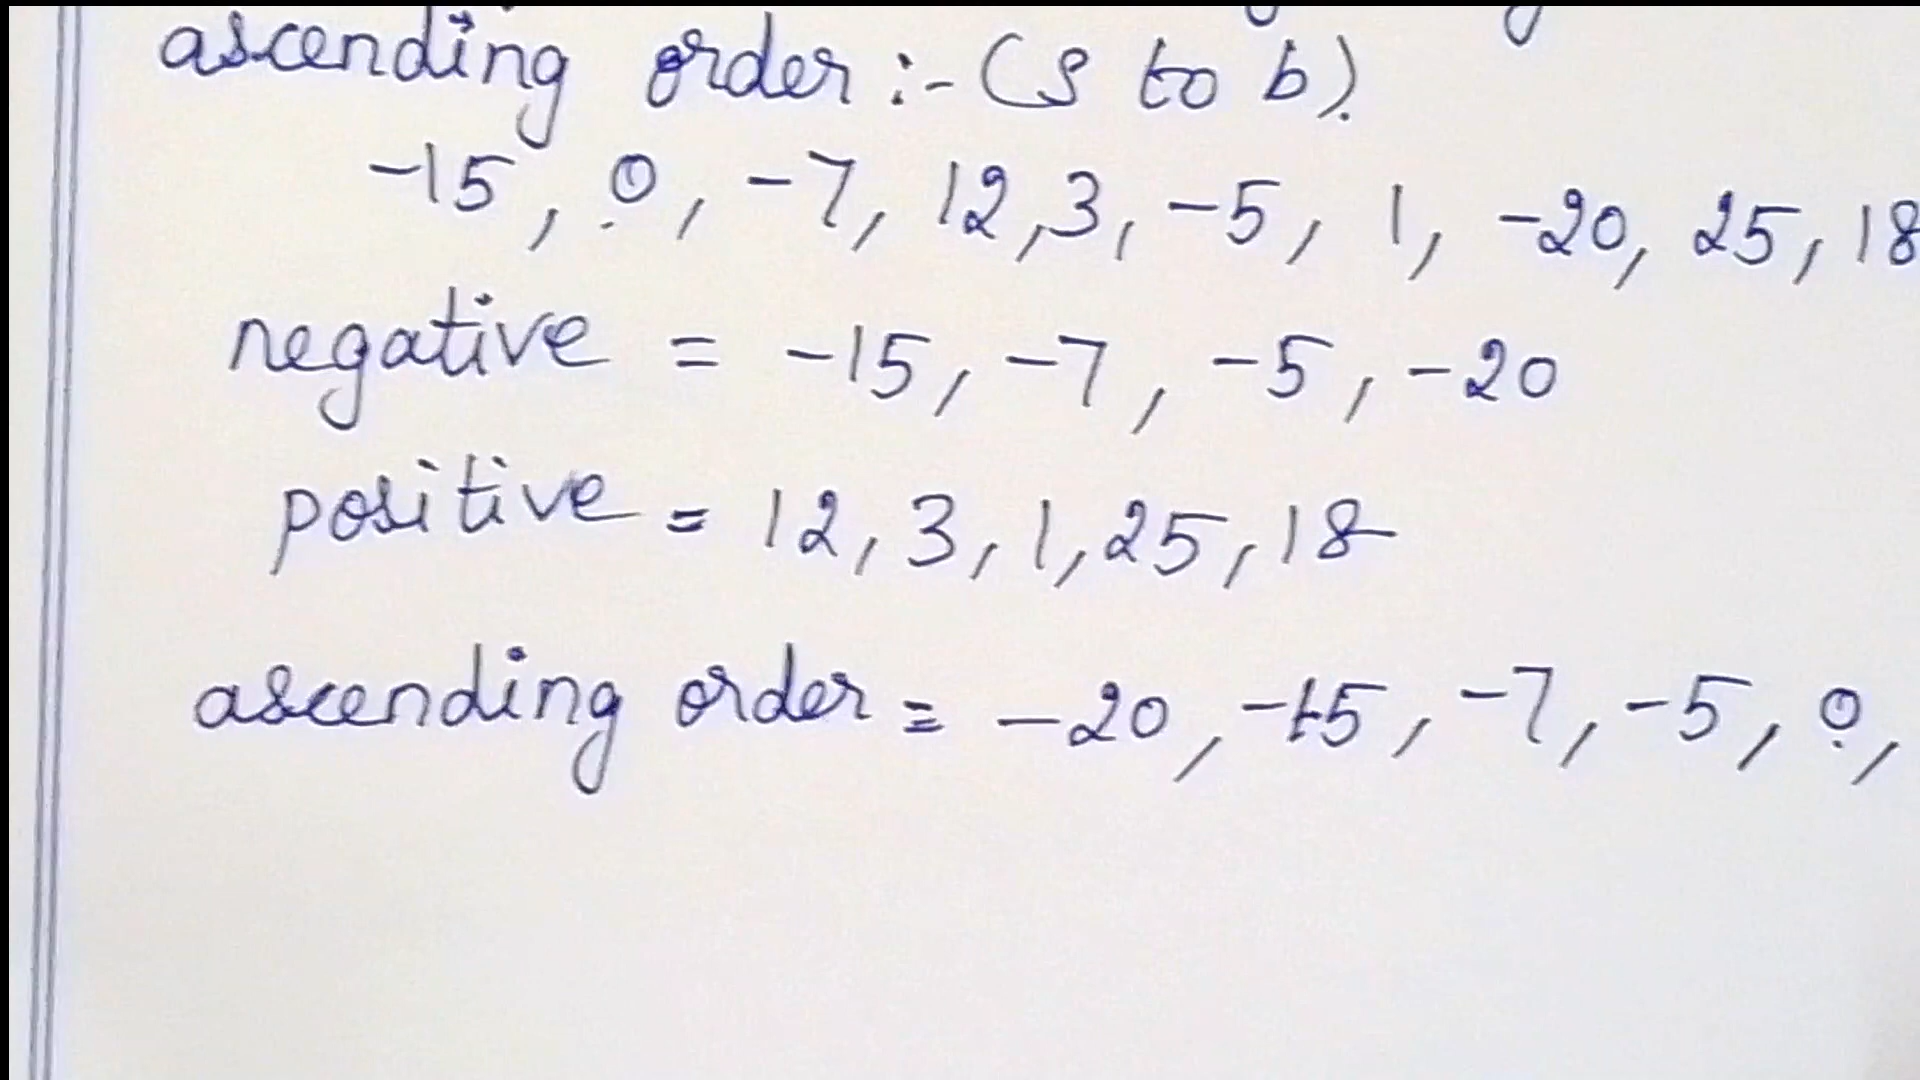 ascending order :- (s to b).
-15, 0, -7, 12, 3, -5, 1, -20, 25, 18
negative = -15, -7, -5, -20
positive = 12, 3, 1, 25, 18
ascending order = -20, -15, -7, -5, 0,